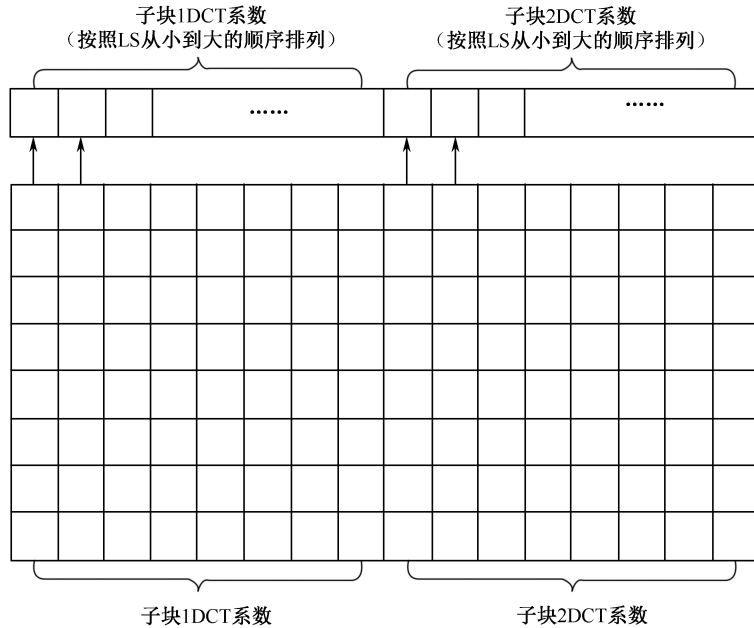 子块1DCT系数
（按照LS从小到大的顺序排列）
子块2DCT系数
（按照LS从小到大的顺序排列）
……
……
子块1DCT系数
子块2DCT系数